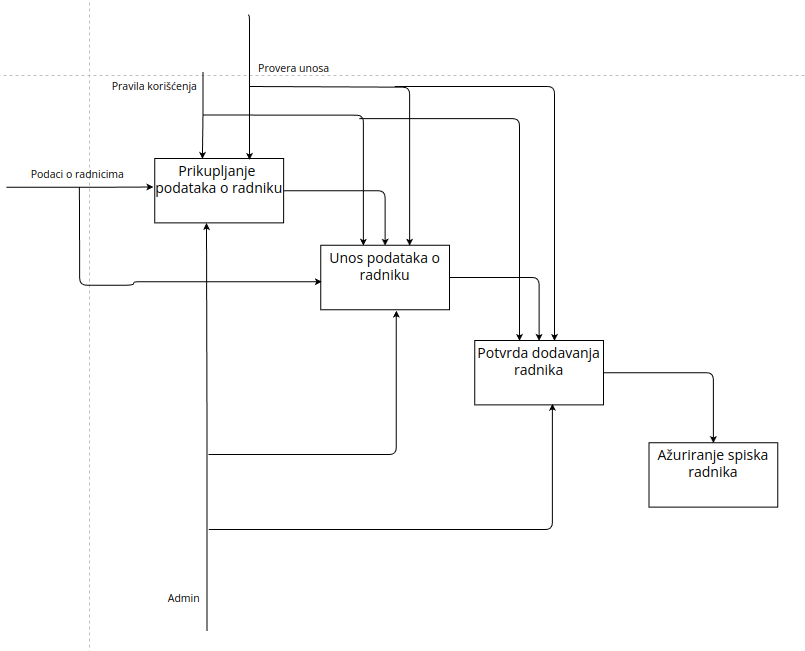 Provera unosa
Pravila korišćenja
Podaci o radnicima
Prikupljanje
podataka o radniku
Unos podataka o
radniku
Potvrda dodavanja
radnika
Ažuriranje spiska
radnika
Admin